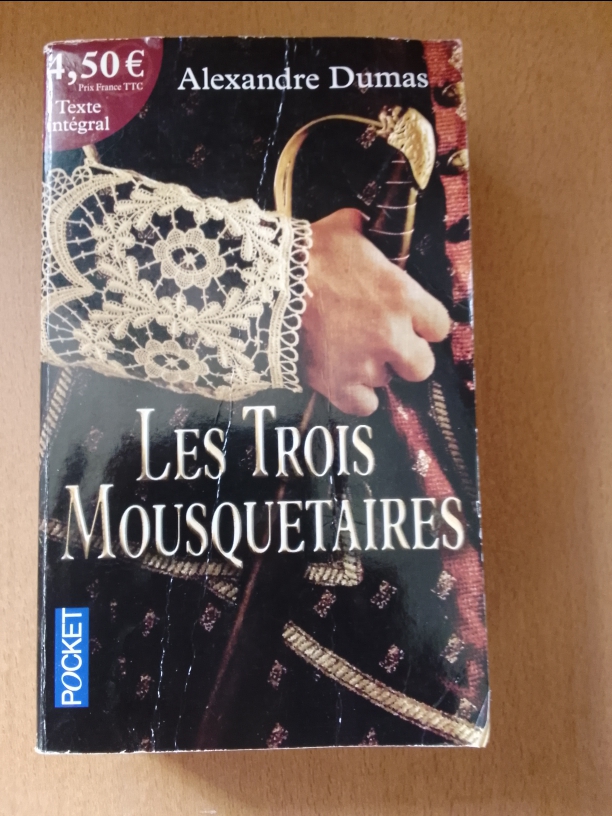 4,50 €
Prix France TTC
Texte
intégral
Alexandre Dumas
LES TROIS
MOUSQUETAIRES
POCKET